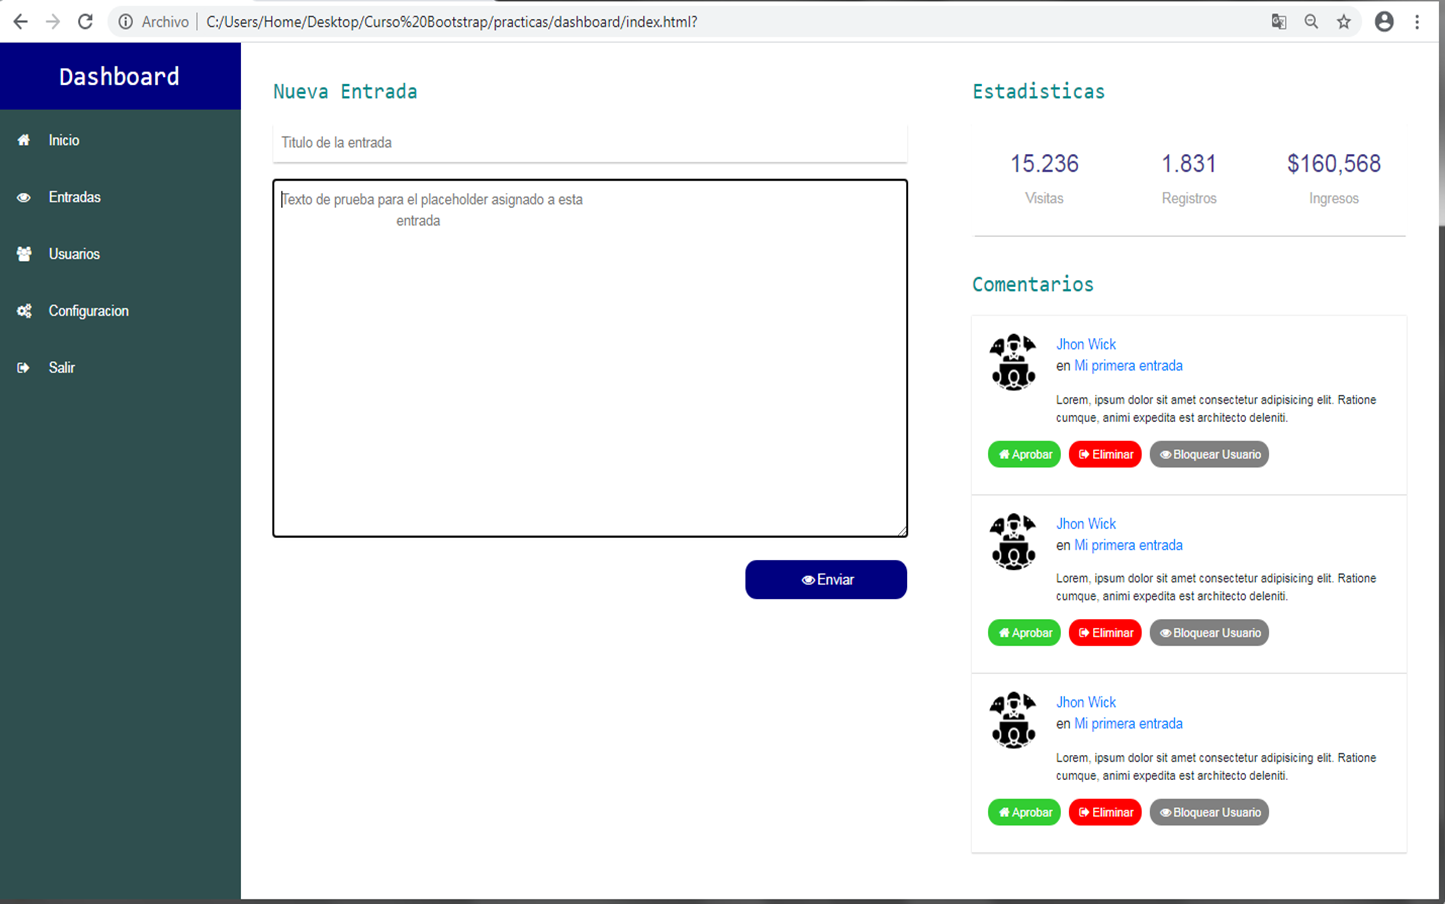 Archivo
C:/Users/Home/Desktop/Curso%20Bootstrap/practicas/dashboard/index.html?
Dashboard
Inicio
Entradas
Usuarios
Configuracion
Salir
Nueva Entrada
Titulo de la entrada
Texto de prueba para el placeholder asignado a esta
entrada
Enviar
Estadisticas
15.236 1.831 $160,568
Visitas Registros Ingresos
Comentarios
Jhon Wick
en Mi primera entrada
Lorem, ipsum dolor sit amet consectetur adipisicing elit. Ratione
cumque, animi expedita est architecto deleniti.
Aprobar Eliminar Bloquear Usuario
Jhon Wick
en Mi primera entrada
Lorem, ipsum dolor sit amet consectetur adipisicing elit. Ratione
cumque, animi expedita est architecto deleniti.
Aprobar Eliminar Bloquear Usuario
Jhon Wick
en Mi primera entrada
Lorem, ipsum dolor sit amet consectetur adipisicing elit. Ratione
cumque, animi expedita est architecto deleniti.
Aprobar Eliminar Bloquear Usuario